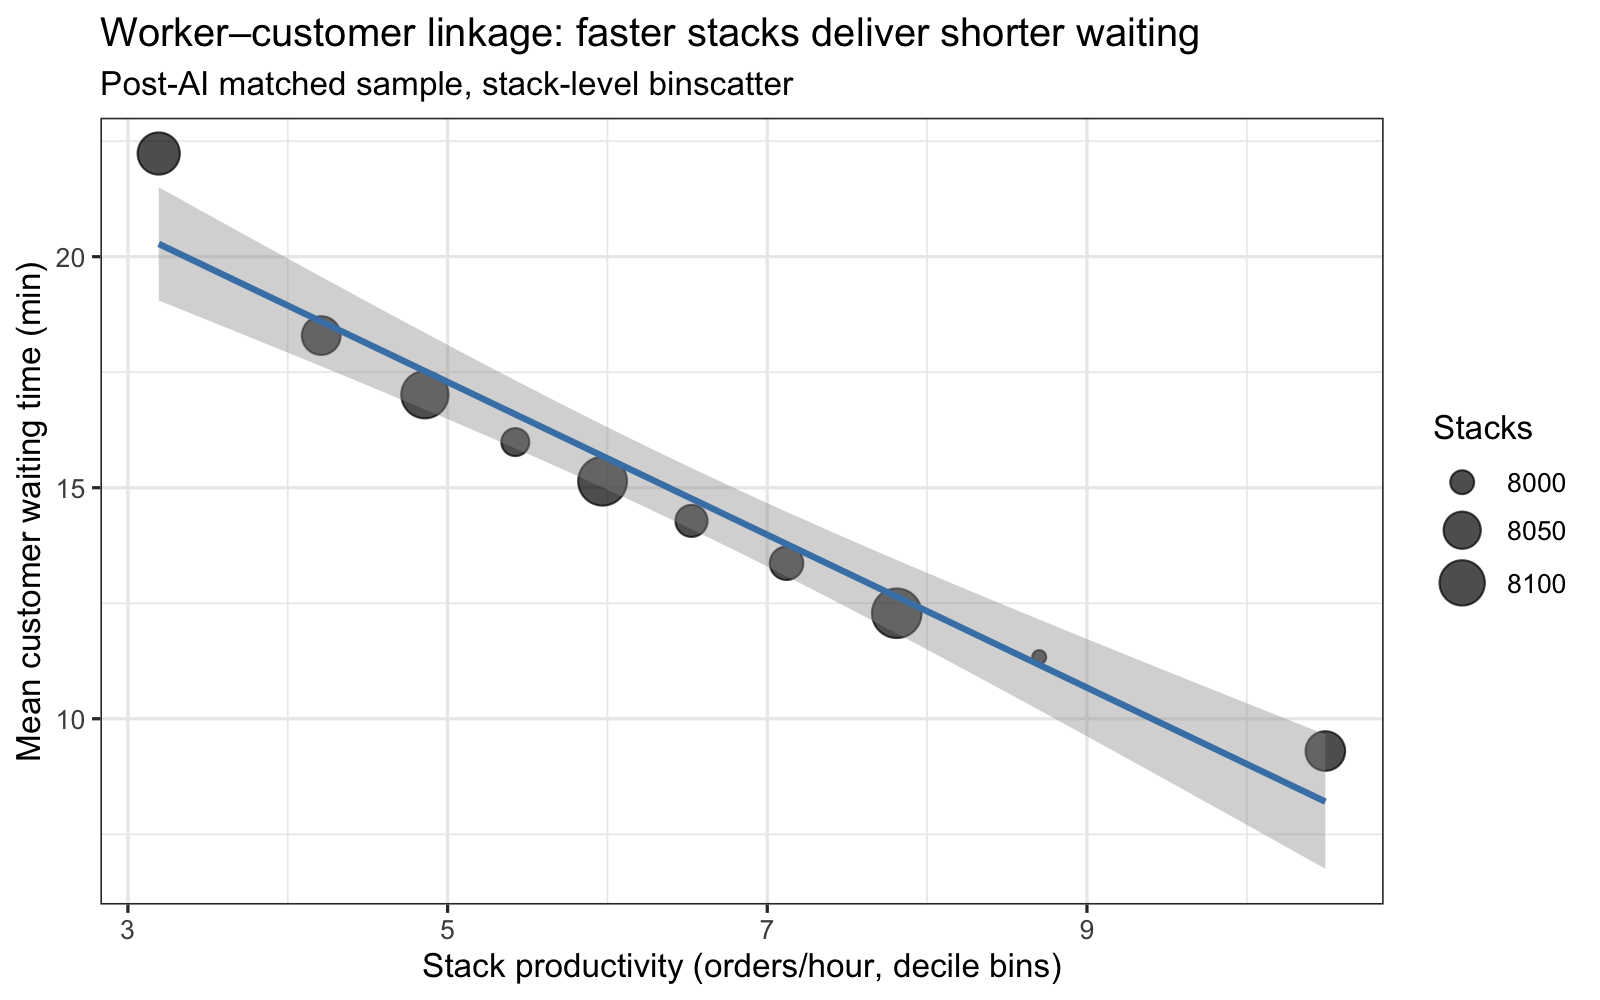 Worker–customer linkage: faster stacks deliver shorter waiting
Post-AI matched sample, stack-level binscatter
Mean customer waiting time (min)
20
15
10
3
5
7
9
Stack productivity (orders/hour, decile bins)
Stacks
8000
8050
8100